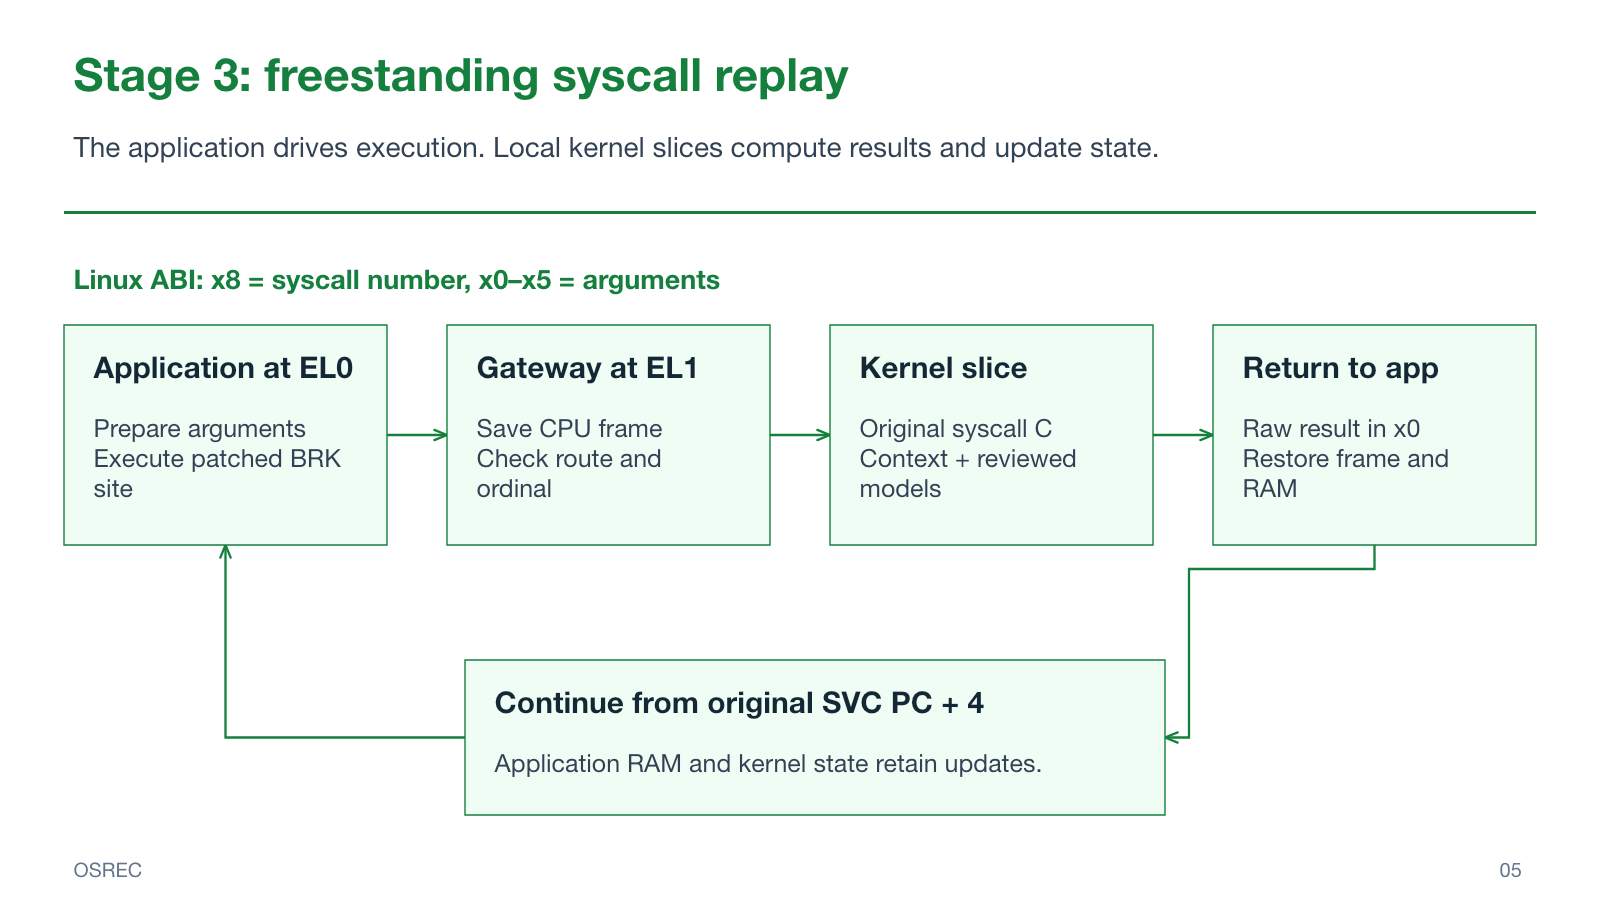 Stage 3: freestanding syscall replay
The application drives execution. Local kernel slices compute results and update state.
Linux ABI: x8 = syscall number, x0–x5 = arguments
Application at EL0
Prepare arguments
Execute patched BRK
site
Gateway at EL1
Save CPU frame
Check route and
ordinal
Kernel slice
Original syscall C
Context + reviewed
models
Return to app
Raw result in x0
Restore frame and
RAM
Continue from original SVC PC + 4
Application RAM and kernel state retain updates.
OSREC
05